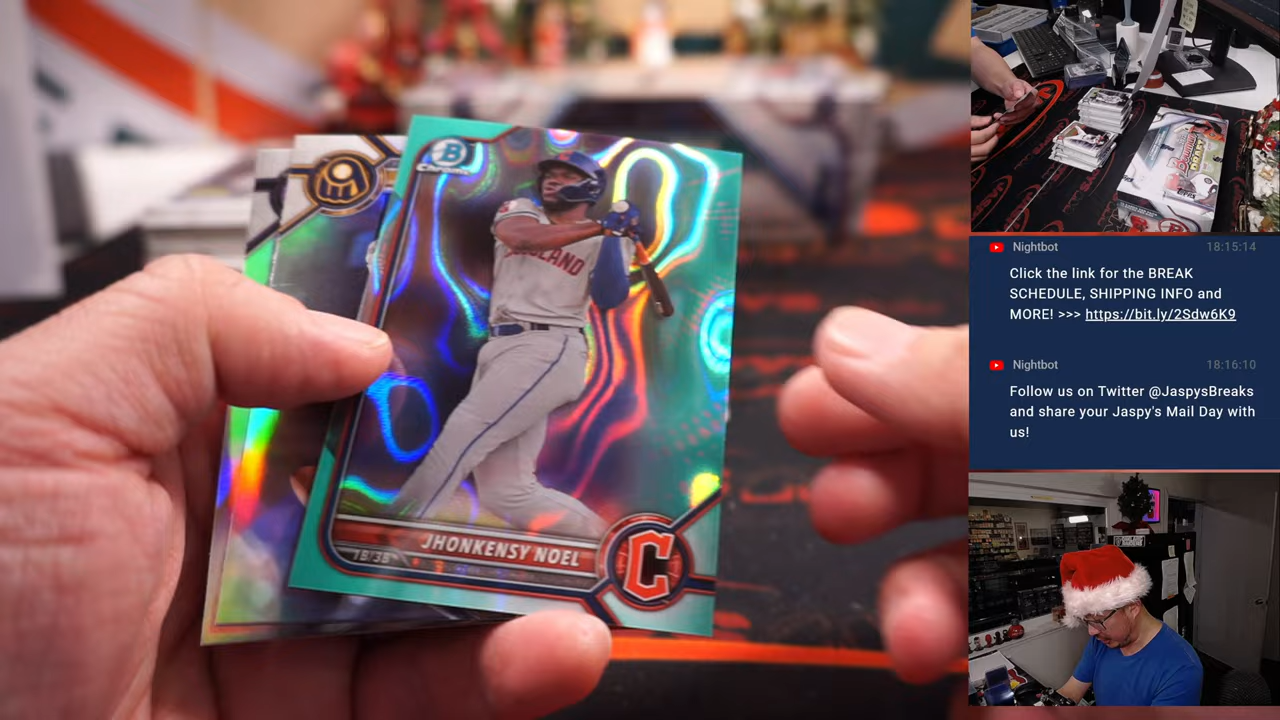 B
Chrome
CLEVELAND
JHONKENSY NOEL
C
Nightbot 18:15:14
Click the link for the BREAK
SCHEDULE, SHIPPING INFO and
MORE! >>> https://bit.ly/2Sdw6K9
Nightbot 18:16:10
Follow us on Twitter @JaspysBreaks
and share your Jaspy's Mail Day with
us!